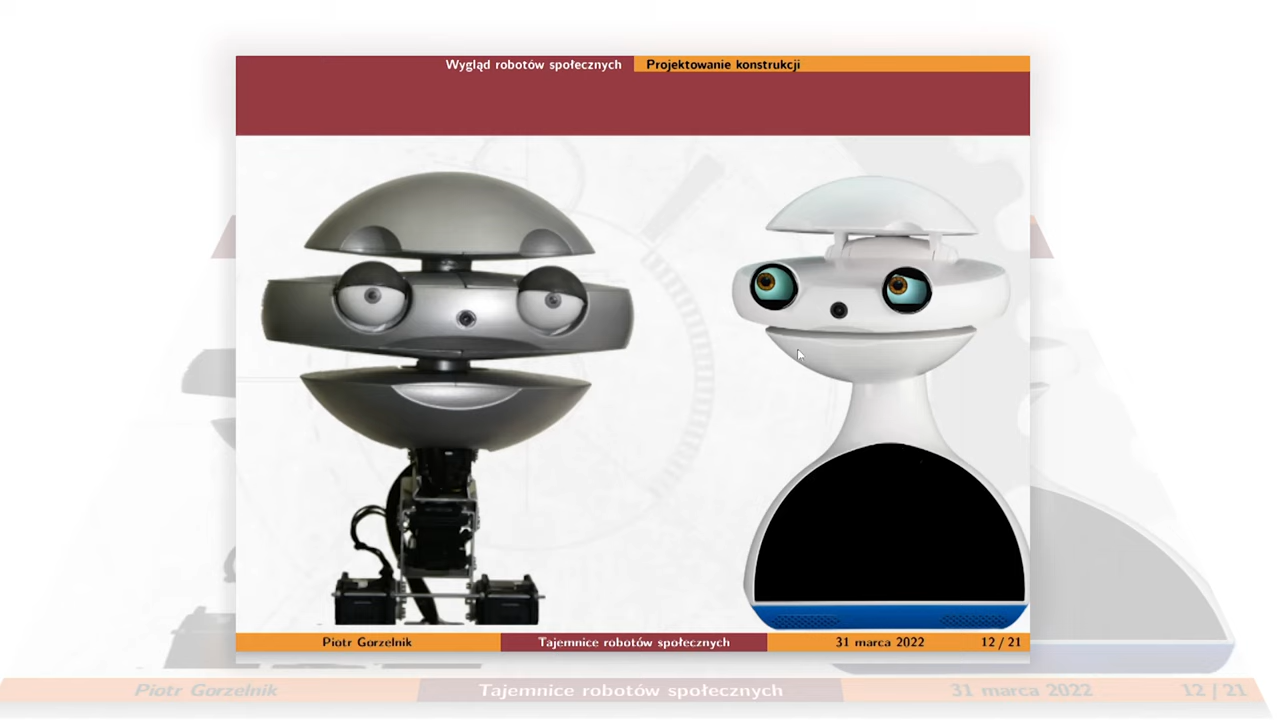 Wygląd robotów społecznych
Projektowanie konstrukcji
Piotr Gorzelnik
Tajemnice robotów społecznych
31 marca 2022
12 / 21
Piotr Gorzelnik
Tajemnice robotów społecznych
31 marca 2022
12 / 21